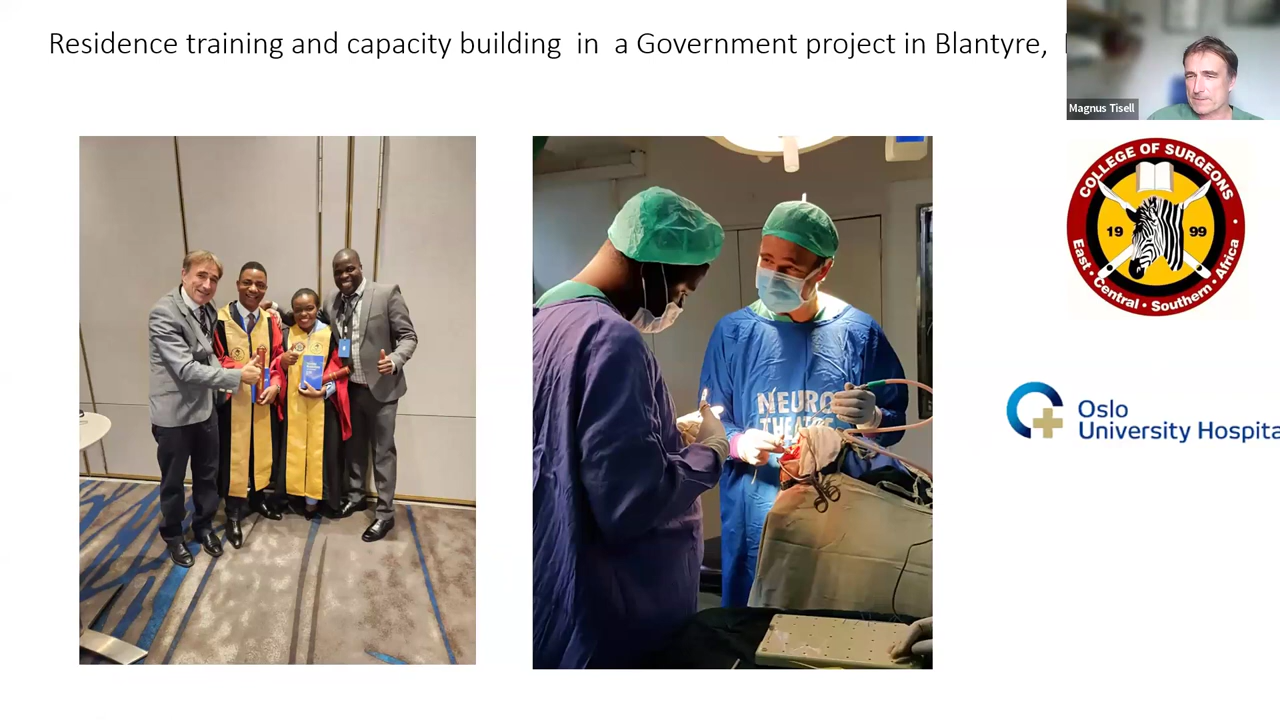 Residence training and capacity building in a Government project in Blantyre,
Magnus Tisell
COLLEGE OF SURGEONS
19 99
East • Central • Southern • Africa •
NEURO
Oslo
University Hospita